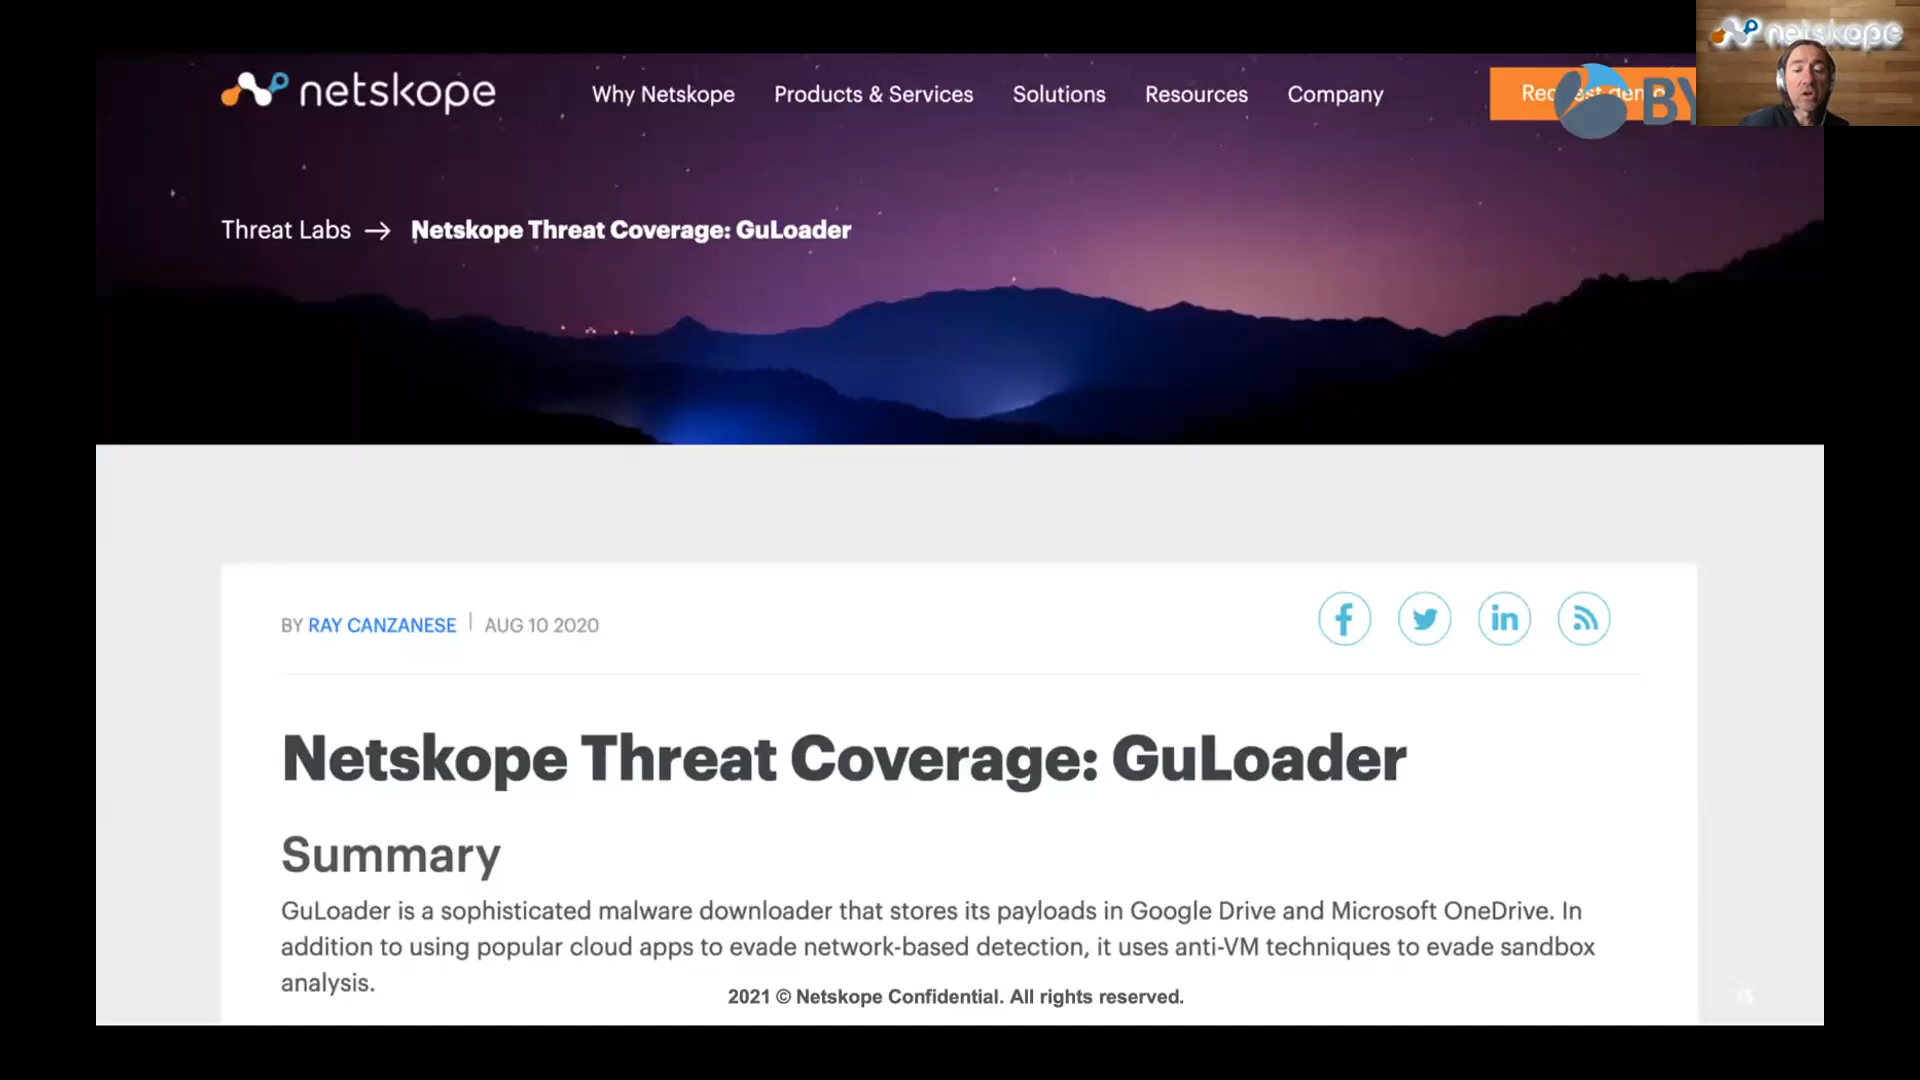 netskope
Why Netskope
Products & Services
Solutions
Resources
Company
BY
netskope
Threat Labs → Netskope Threat Coverage: GuLoader
BY RAY CANZANESE | AUG 10 2020
Netskope Threat Coverage: GuLoader
Summary
GuLoader is a sophisticated malware downloader that stores its payloads in Google Drive and Microsoft OneDrive. In
addition to using popular cloud apps to evade network-based detection, it uses anti-VM techniques to evade sandbox
analysis.
2021 © Netskope Confidential. All rights reserved.
15